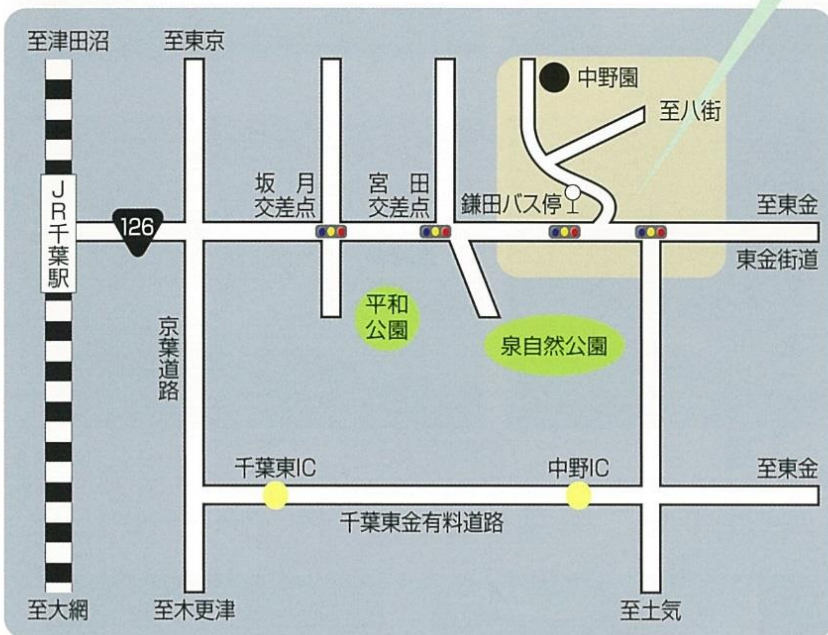 至津田沼
至東京
中野園
至八街
坂月
交差点
宮田
交差点
鎌田バス停
至東金
JR千葉駅
126
東金街道
平和
公園
泉自然公園
京葉道路
千葉東IC
中野IC
至東金
千葉東金有料道路
至大網
至木更津
至土気